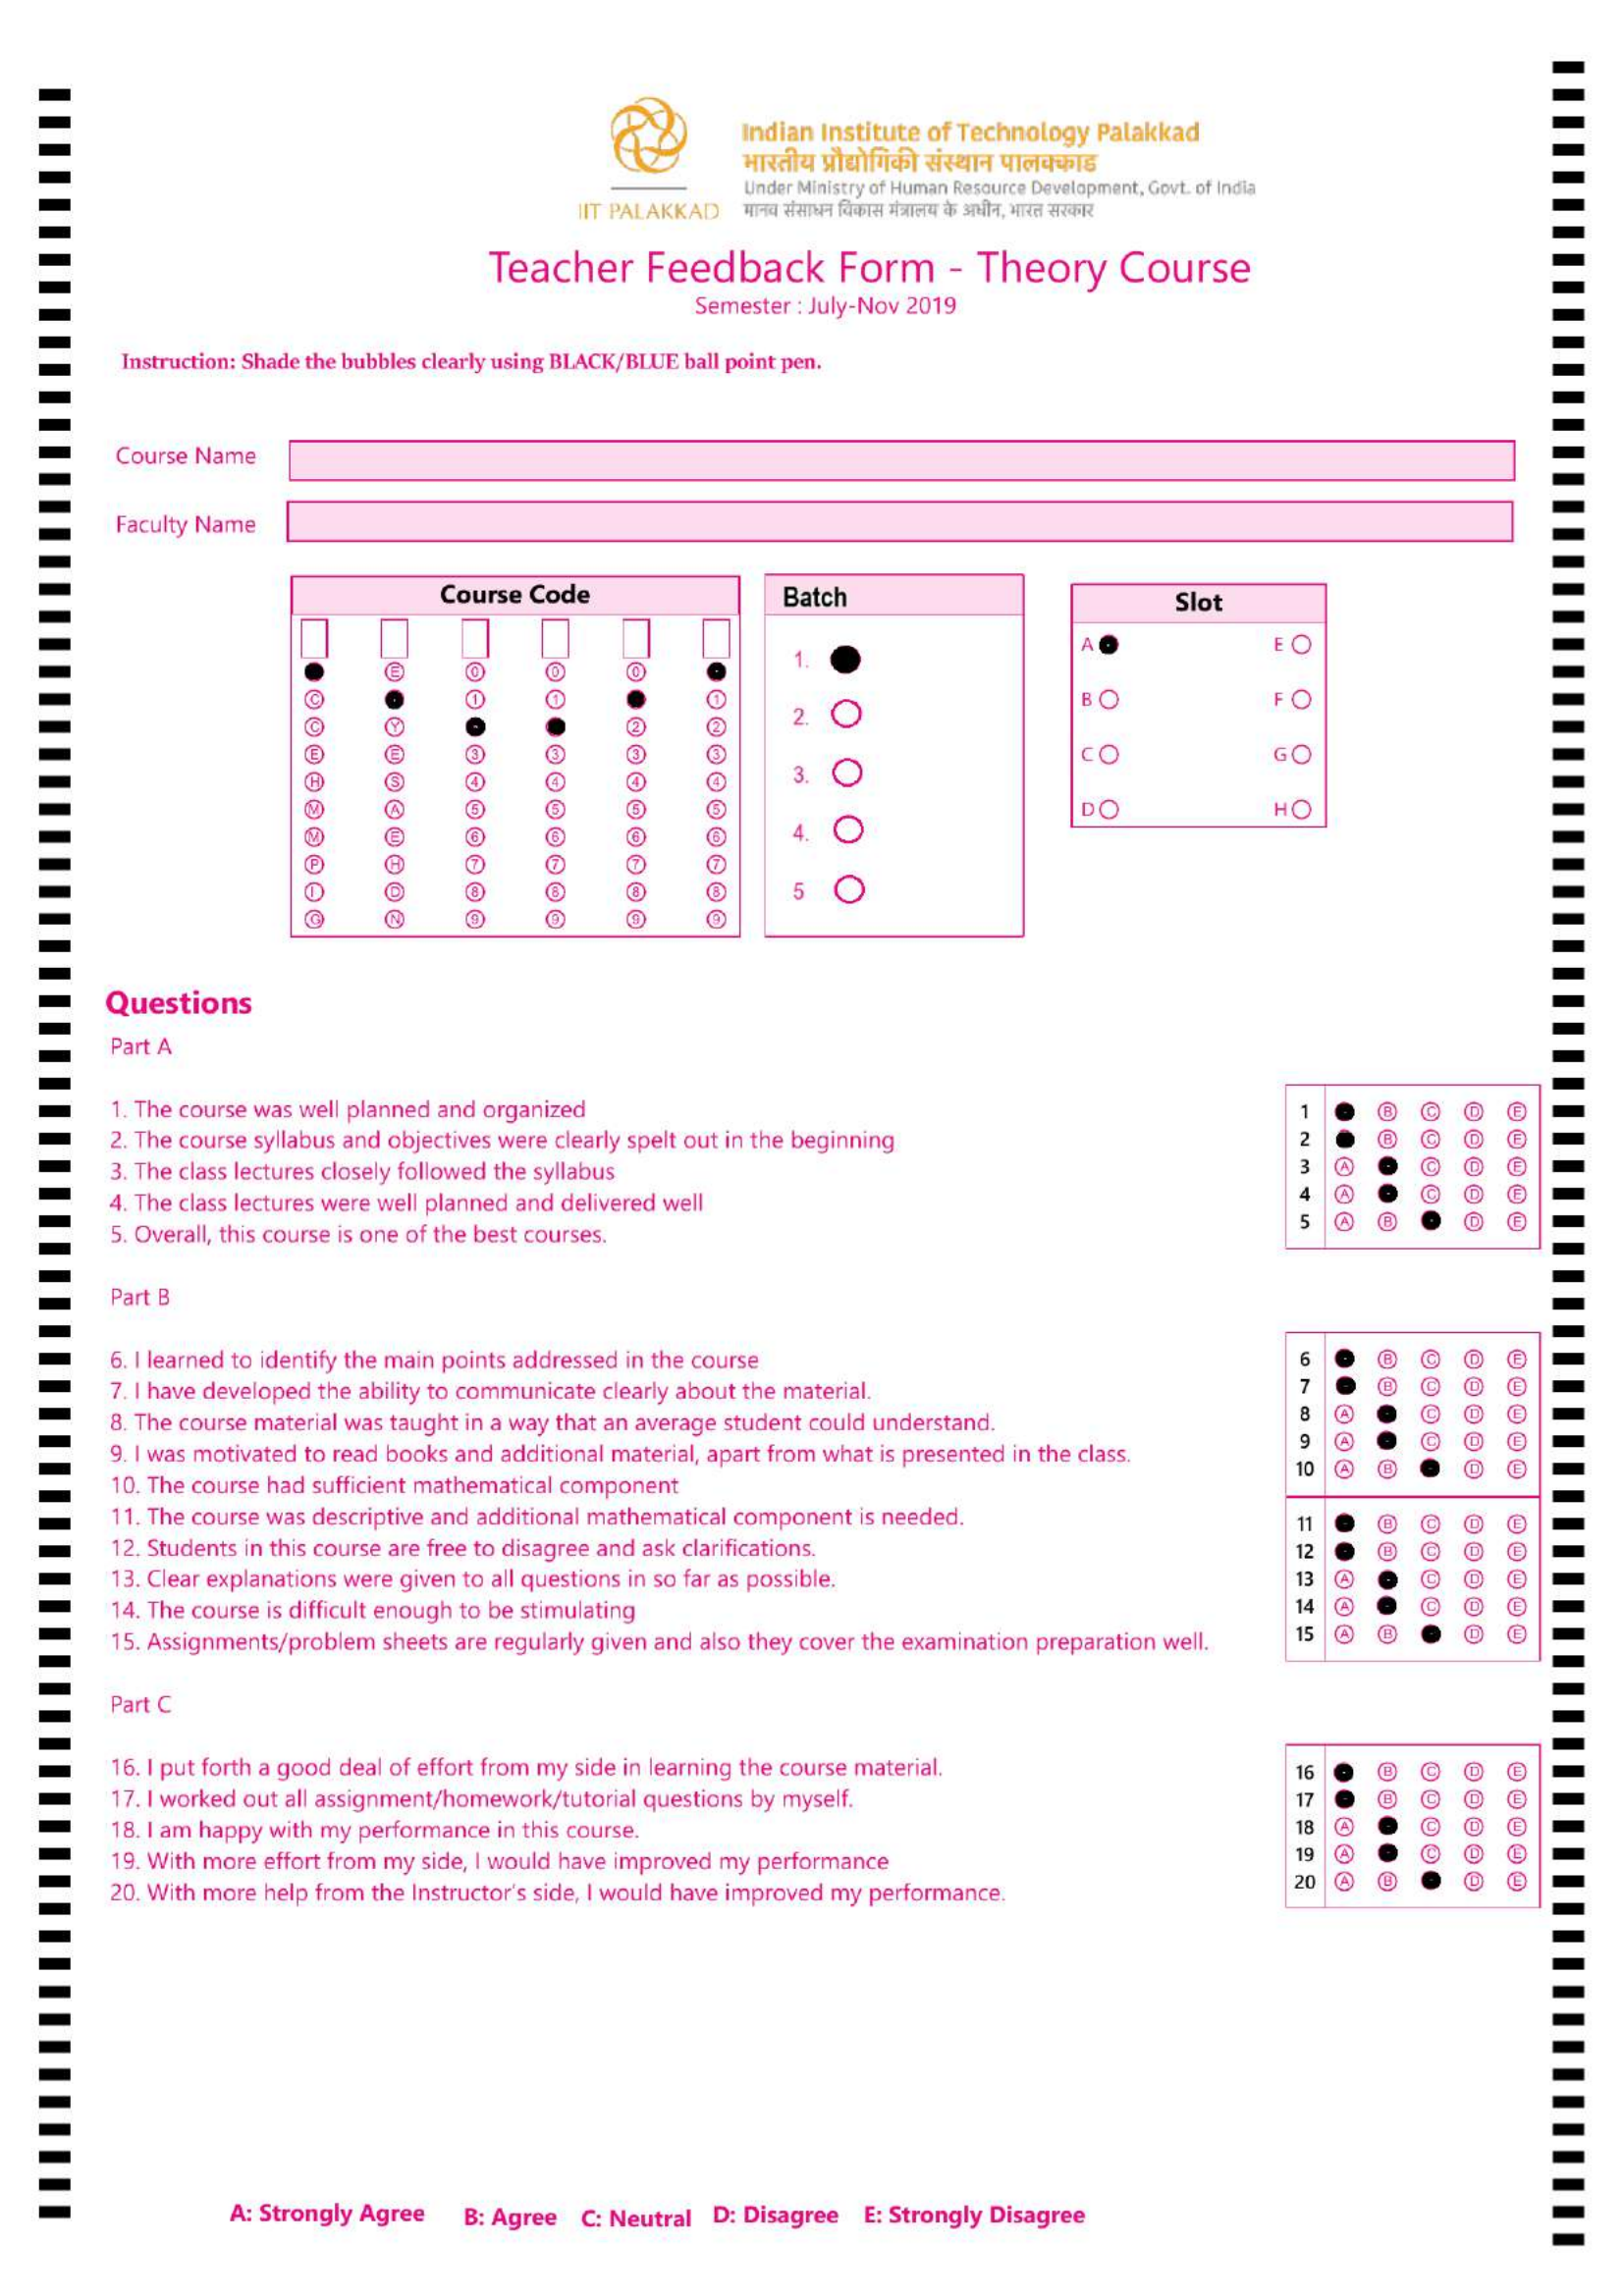 Indian Institute of Technology Palakkad
भारतीय प्रौद्योगिकी संस्थान पालक्काड
Under Ministry of Human Resource Development, Govt. of India
मानव संसाधन विकास मंत्रालय के अधीन, भारत सरकार
IIT PALAKKAD
Teacher Feedback Form - Theory Course
Semester : July-Nov 2019
Instruction: Shade the bubbles clearly using BLACK/BLUE ball point pen.
Course Name
Faculty Name
Course Code
E 0 0 0
C 1 1 1
C Y 2 2
E E 3 3 3 3
H S 4 4 4 4
M A 5 5 5 5
M E 6 6 6 6
P H 7 7 7 7
I D 8 8 8 8
G N 9 9 9 9
Batch
1.
2.
3.
4.
5
Slot
A E
B F
C G
D H
Questions
Part A
1. The course was well planned and organized
2. The course syllabus and objectives were clearly spelt out in the beginning
3. The class lectures closely followed the syllabus
4. The class lectures were well planned and delivered well
5. Overall, this course is one of the best courses.
1 B C D E
2 B C D E
3 A C D E
4 A C D E
5 A B D E
Part B
6. I learned to identify the main points addressed in the course
7. I have developed the ability to communicate clearly about the material.
8. The course material was taught in a way that an average student could understand.
9. I was motivated to read books and additional material, apart from what is presented in the class.
10. The course had sufficient mathematical component
11. The course was descriptive and additional mathematical component is needed.
12. Students in this course are free to disagree and ask clarifications.
13. Clear explanations were given to all questions in so far as possible.
14. The course is difficult enough to be stimulating
15. Assignments/problem sheets are regularly given and also they cover the examination preparation well.
6 B C D E
7 B C D E
8 A C D E
9 A C D E
10 A B D E
11 B C D E
12 B C D E
13 A C D E
14 A C D E
15 A B D E
Part C
16. I put forth a good deal of effort from my side in learning the course material.
17. I worked out all assignment/homework/tutorial questions by myself.
18. I am happy with my performance in this course.
19. With more effort from my side, I would have improved my performance
20. With more help from the Instructor's side, I would have improved my performance.
16 B C D E
17 B C D E
18 A C D E
19 A C D E
20 A B D E
A: Strongly Agree B: Agree C: Neutral D: Disagree E: Strongly Disagree